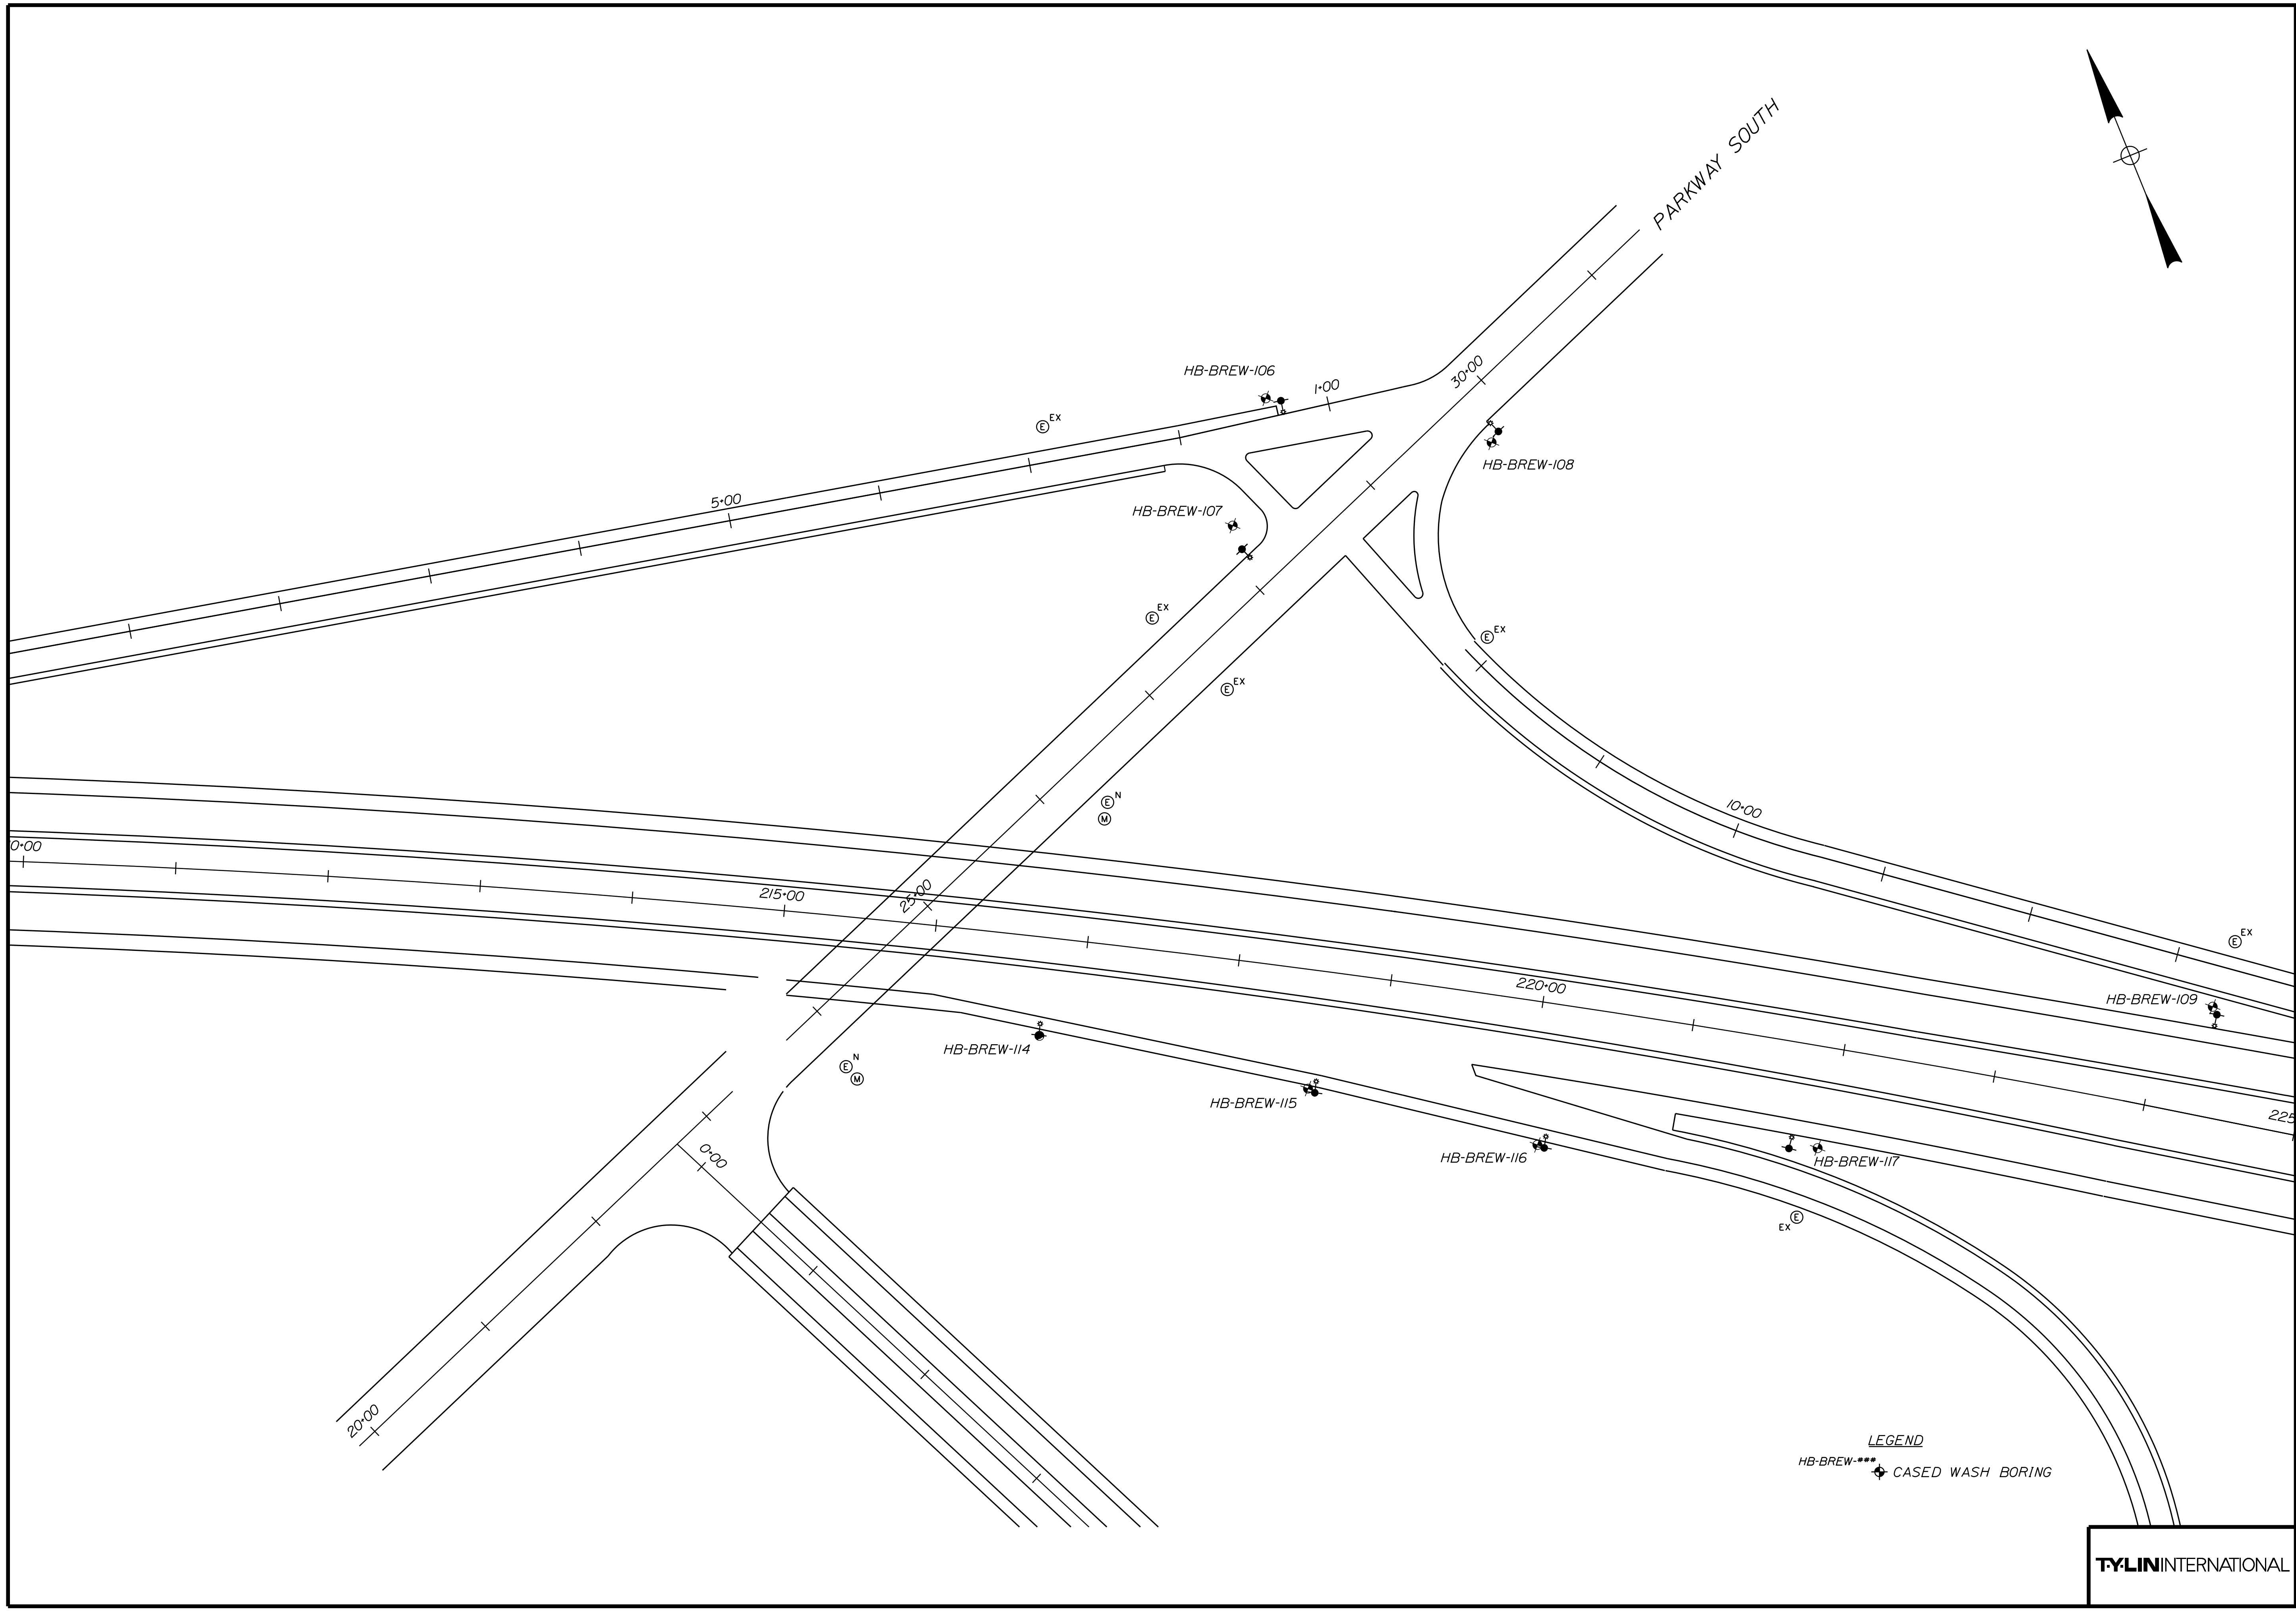 PARKWAY SOUTH
HB-BREW-106
1+00
30+00
EX
E
HB-BREW-108
5+00
HB-BREW-107
EX
E
EX
E
EX
E
N
E
M
10+00
0+00
215+00
25+00
EX
E
220+00
HB-BREW-109
HB-BREW-114
N
E
M
HB-BREW-115
225
0+00
HB-BREW-116
HB-BREW-117
E
EX
20+00
LEGEND
HB-BREW-###
CASED WASH BORING
T·Y·LIN INTERNATIONAL